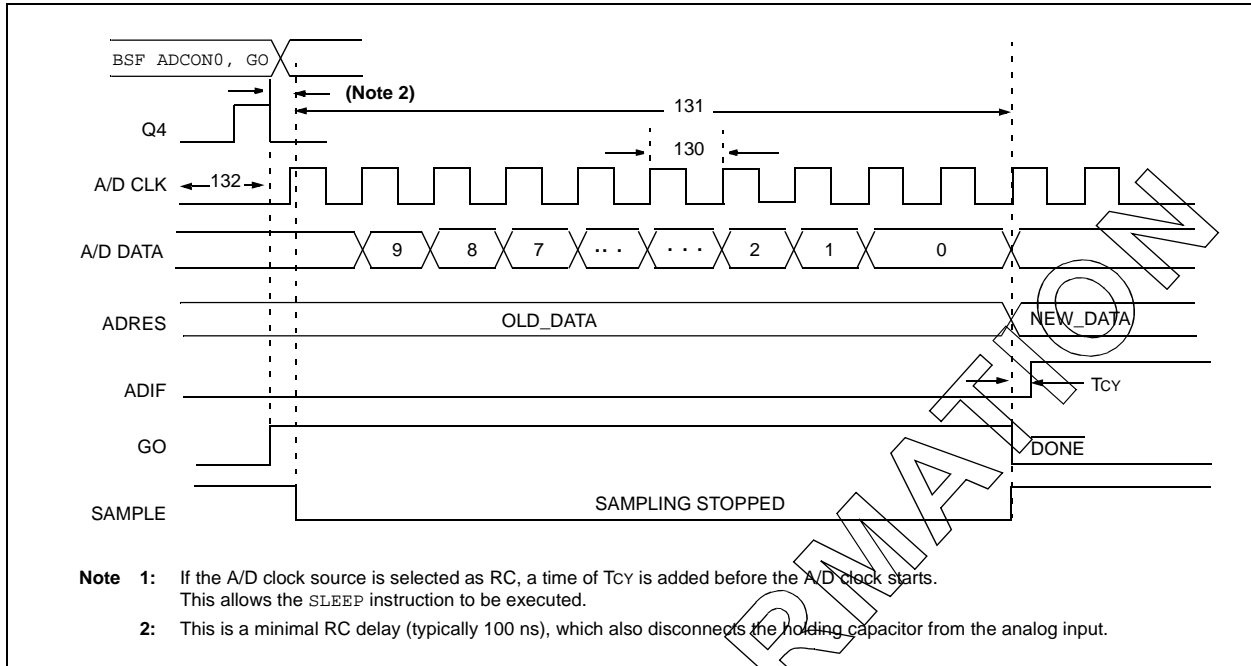 BSF ADCON0, GO
(Note 2)
131
Q4
130
A/D CLK
132
A/D DATA
9 8 7 . . . . . . 2 1 0
ADRES
OLD_DATA
NEW_DATA
ADIF
TCY
GO
DONE
SAMPLE
SAMPLING STOPPED
Note 1: If the A/D clock source is selected as RC, a time of TCY is added before the A/D clock starts.
This allows the SLEEP instruction to be executed.
2: This is a minimal RC delay (typically 100 ns), which also disconnects the holding capacitor from the analog input.
RMATION